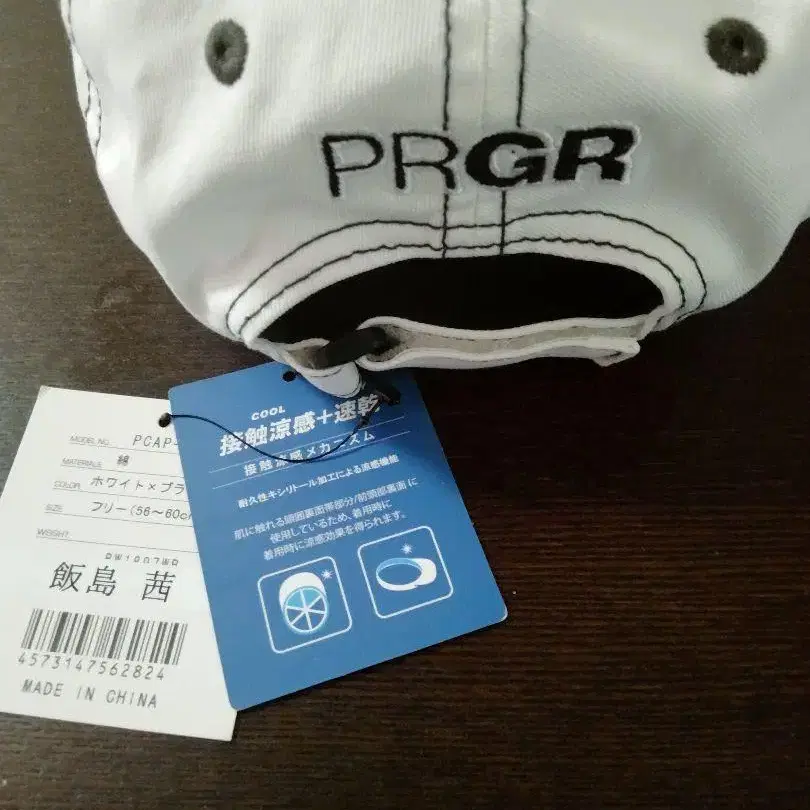 PRGR
MODEL NO. PCAP-
MATERIALS 綿
COLOR ホワイト×ブラ
SIZE フリー(56〜60c
WEIGHT
飯島 茜
4573147562824
MADE IN CHINA
COOL
接触涼感+速乾
接触涼感メカニズム
耐久性キシリトール加工による涼感機能
肌に触れる頭囲裏面帯部分/前頭部裏面に
使用しているため、着用時に
着用時に涼感効果を得られます。